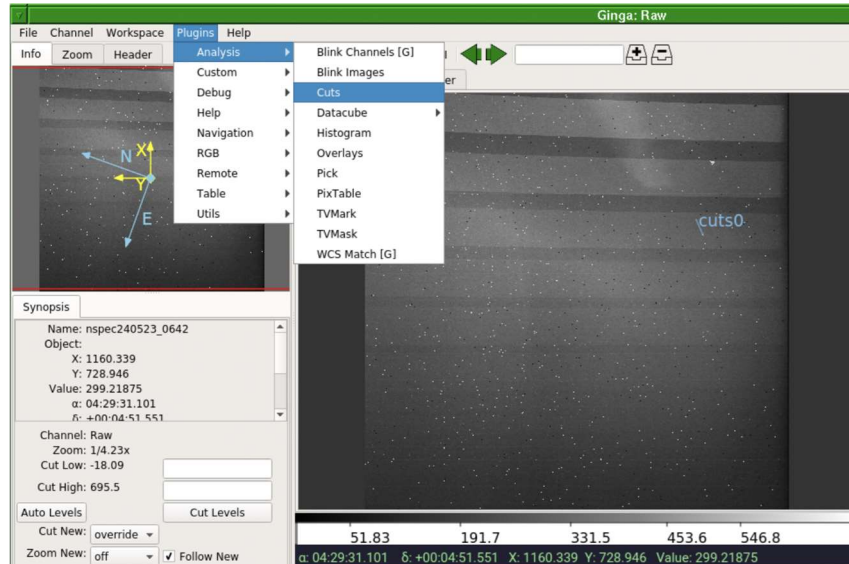 Ginga: Raw
File Channel Workspace Plugins Help
Info Zoom Header
Analysis
Custom
Debug
Help
Navigation
RGB
Remote
Table
Utils
Blink Channels [G]
Blink Images
Cuts
Datacube
Histogram
Overlays
Pick
PixTable
TVMark
TVMask
WCS Match [G]
er
N X
Y
E
cuts0
Synopsis
Name: nspec240523_0642
Object:
X: 1160.339
Y: 728.946
Value: 299.21875
α: 04:29:31.101
δ: +00:04:51.551
Channel: Raw
Zoom: 1/4.23x
Cut Low: -18.09
Cut High: 695.5
Auto Levels Cut Levels
Cut New: override
Zoom New: off Follow New
51.83 191.7 331.5 453.6 546.8
α: 04:29:31.101 δ: +00:04:51.551 X: 1160.339 Y: 728.946 Value: 299.21875